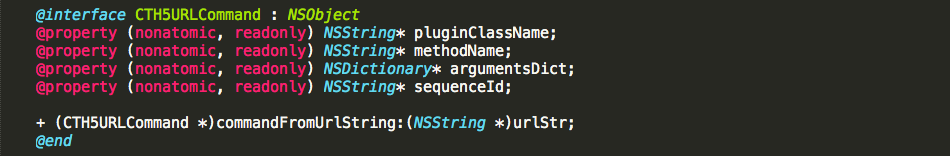 @interface CTH5URLCommand : NSObject
@property (nonatomic, readonly) NSString* pluginClassName;
@property (nonatomic, readonly) NSString* methodName;
@property (nonatomic, readonly) NSDictionary* argumentsDict;
@property (nonatomic, readonly) NSString* sequenceId;
+ (CTH5URLCommand *)commandFromUrlString:(NSString *)urlStr;
@end